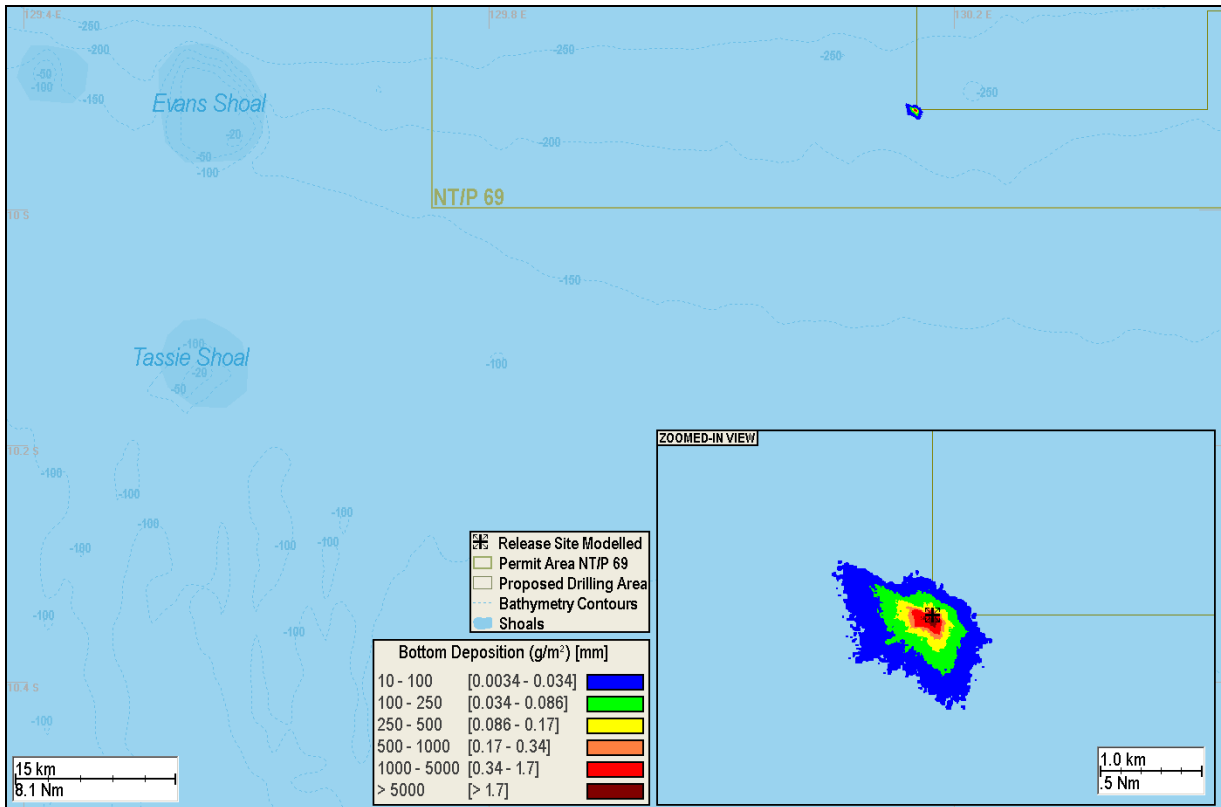 129.4 E
129.8 E
130.2 E
-250
-200
-50
-100
-150
Evans Shoal
-20
-50
-100
-250
-250
-250
-200
NT/P 69
10 S
-150
-100
Tassie Shoal
-100
-20
-50
10.2 S
-100
-100
-100
-100
-100
-100
-100
-100
-100
10.4 S
-100
ZOOMED-IN VIEW
Release Site Modelled
Permit Area NT/P 69
Proposed Drilling Area
Bathymetry Contours
Shoals
Bottom Deposition (g/m²) [mm]
10 - 100 [0.0034 - 0.034]
100 - 250 [0.034 - 0.086]
250 - 500 [0.086 - 0.17]
500 - 1000 [0.17 - 0.34]
1000 - 5000 [0.34 - 1.7]
> 5000 [> 1.7]
15 km
8.1 Nm
1.0 km
.5 Nm